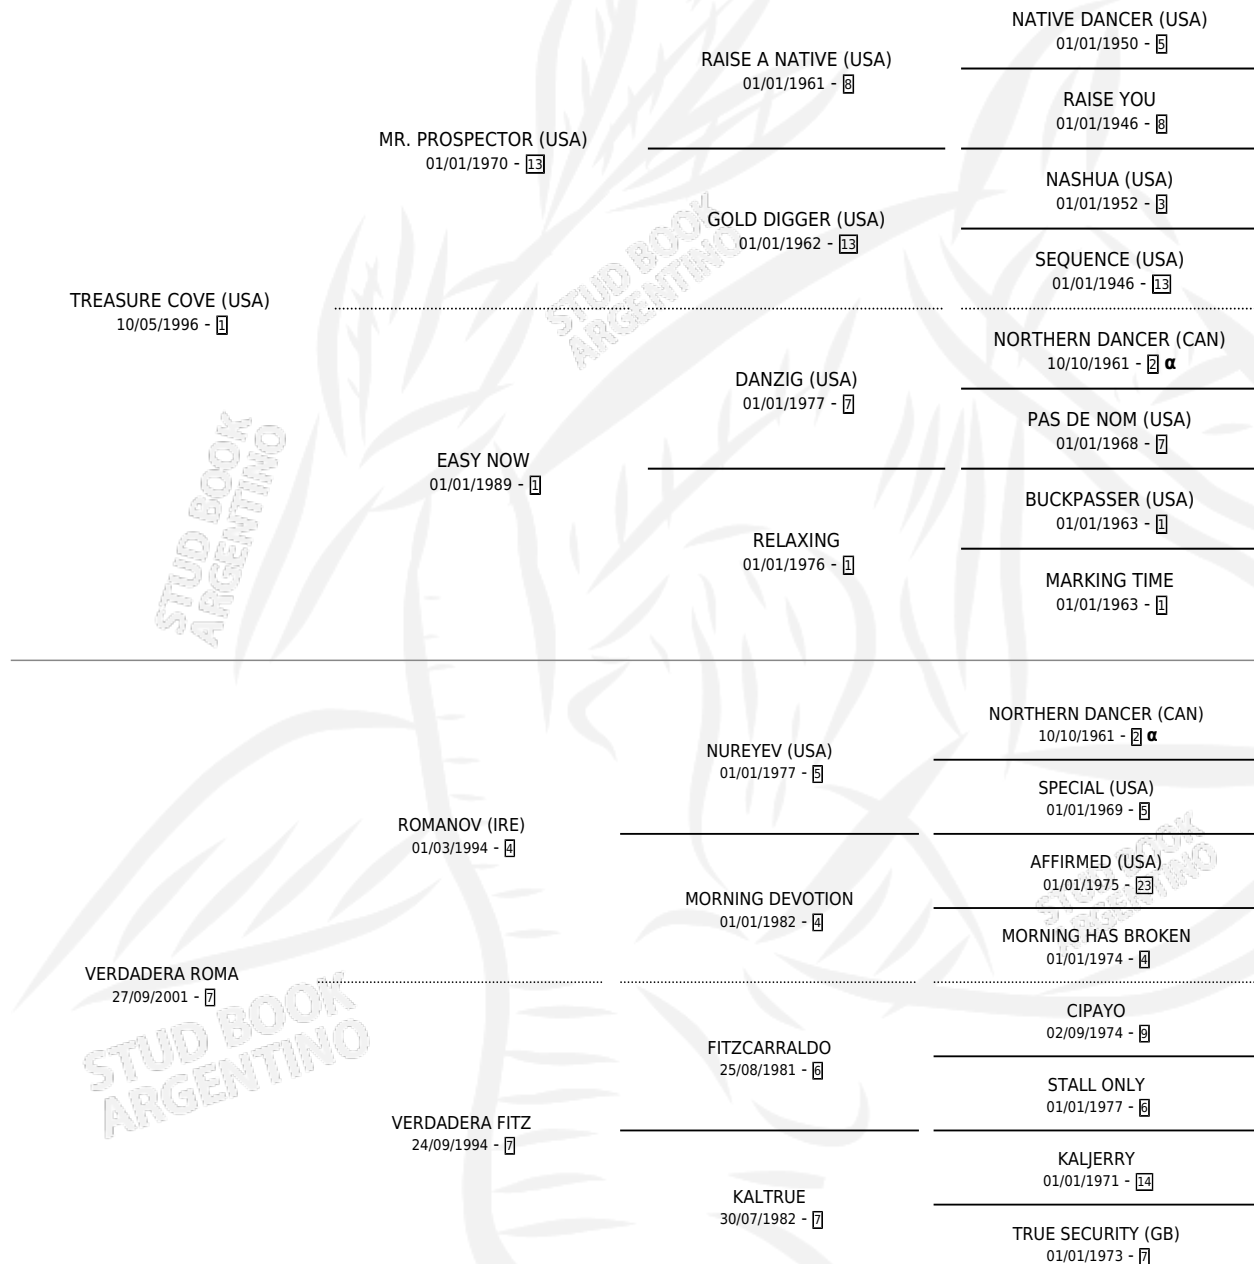 NATIVE DANCER (USA)
01/01/1950 - 5
RAISE A NATIVE (USA)
01/01/1961 - 8
RAISE YOU
01/01/1946 - 8
MR. PROSPECTOR (USA)
01/01/1970 - 13
NASHUA (USA)
01/01/1952 - 3
GOLD DIGGER (USA)
01/01/1962 - 13
SEQUENCE (USA)
01/01/1946 - 13
TREASURE COVE (USA)
10/05/1996 - 1
NORTHERN DANCER (CAN)
10/10/1961 - 2 α
DANZIG (USA)
01/01/1977 - 7
PAS DE NOM (USA)
01/01/1968 - 7
EASY NOW
01/01/1989 - 1
BUCKPASSER (USA)
01/01/1963 - 1
RELAXING
01/01/1976 - 1
MARKING TIME
01/01/1963 - 1
NORTHERN DANCER (CAN)
10/10/1961 - 2 α
NUREYEV (USA)
01/01/1977 - 5
SPECIAL (USA)
01/01/1969 - 5
ROMANOV (IRE)
01/03/1994 - 4
AFFIRMED (USA)
01/01/1975 - 23
MORNING DEVOTION
01/01/1982 - 4
MORNING HAS BROKEN
01/01/1974 - 4
VERDADERA ROMA
27/09/2001 - 7
CIPAYO
02/09/1974 - 9
FITZCARRALDO
25/08/1981 - 6
STALL ONLY
01/01/1977 - 6
VERDADERA FITZ
24/09/1994 - 7
KALJERRY
01/01/1971 - 14
KALTRUE
30/07/1982 - 7
TRUE SECURITY (GB)
01/01/1973 - 7
STUD BOOK
ARGENTINO
STUD BOOK
ARGENTINO
STUD BOOK
ARGENTINO
STUD BOOK
ARGENTINO